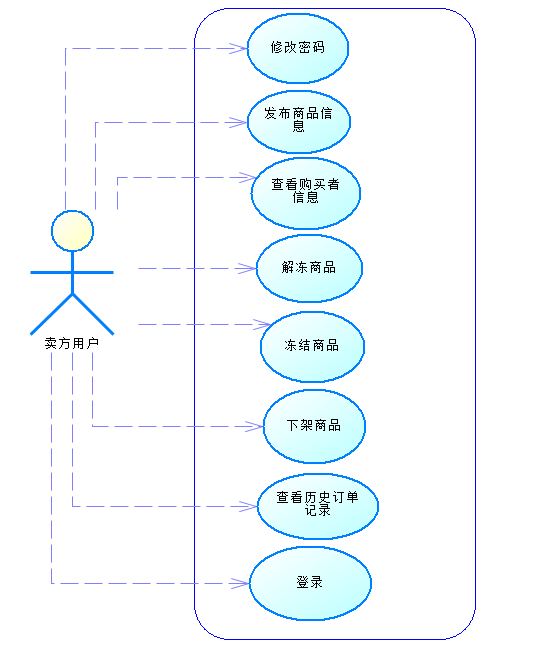 修改密码
发布商品信
息
查看购买者
信息
解冻商品
冻结商品
卖方用户
下架商品
查看历史订单
记录
登录